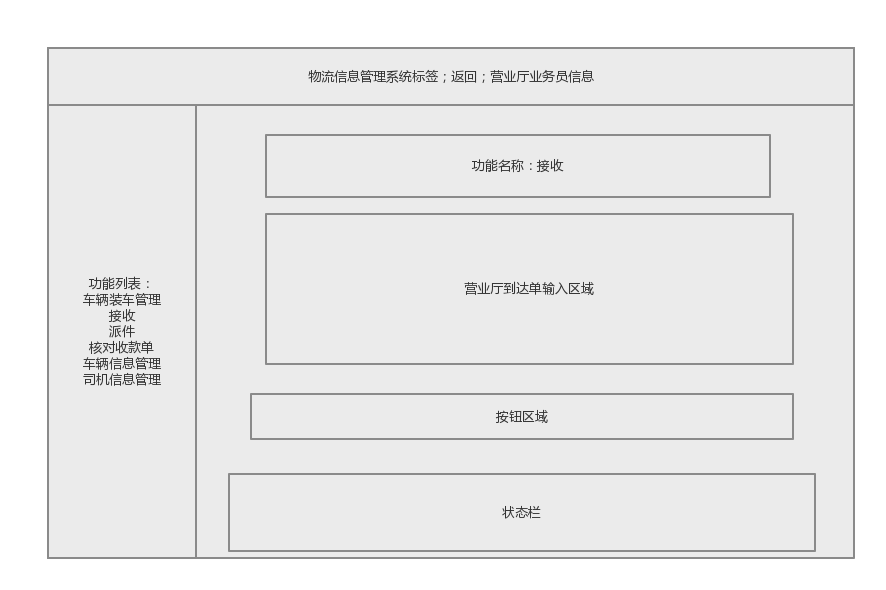 物流信息管理系统标签；返回；营业厅业务员信息
功能名称：接收
营业厅到达单输入区域
功能列表：
车辆装车管理
接收
派件
核对收款单
车辆信息管理
司机信息管理
按钮区域
状态栏